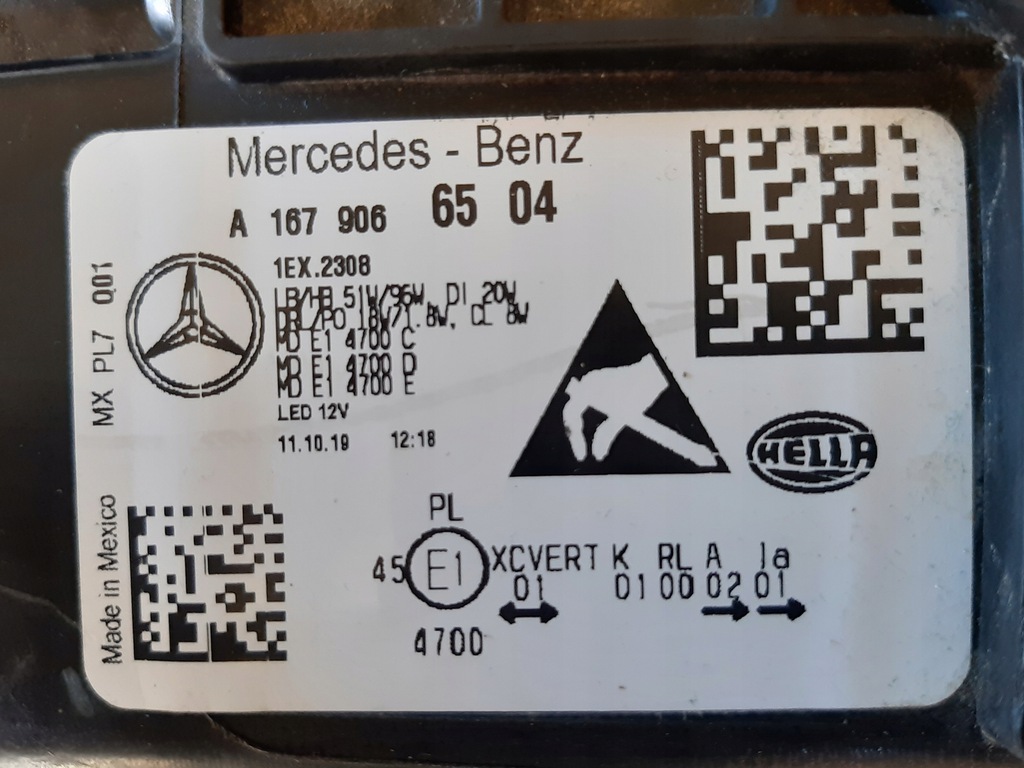 Mercedes - Benz
A 167 906 65 04
1EX.2308
LB/HB 51W/96W, DI 20W
DRL/PO 18W/1.8W, CL 8W
MD E1 4700 C
MD E1 4700 D
MD E1 4700 E
LED 12V
11.10.19 12:18
MX PL7 Q01
HELLA
Made in Mexico
PL
45 E1 XCVERT K RL A Ia
01 01 00 02 01
4700